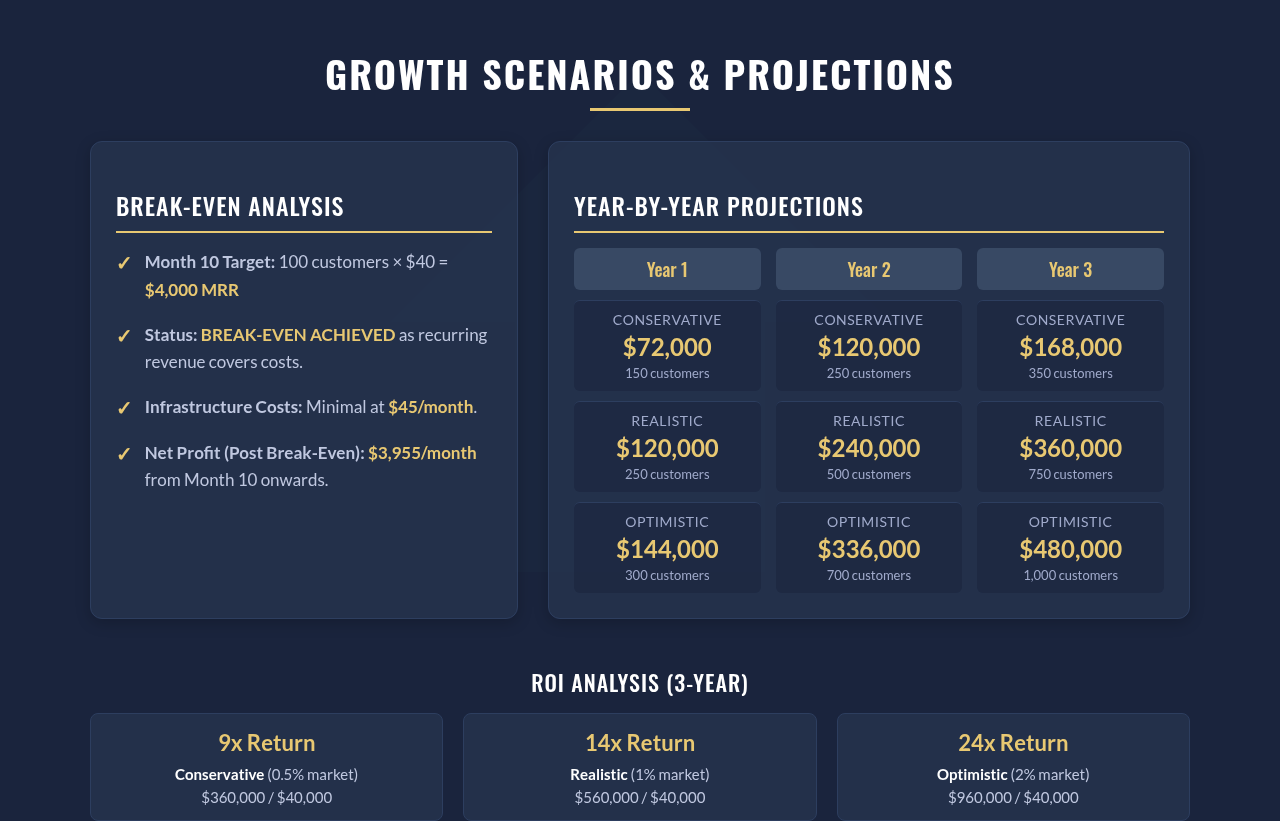 GROWTH SCENARIOS & PROJECTIONS
BREAK-EVEN ANALYSIS
✓ Month 10 Target: 100 customers × $40 =
$4,000 MRR
✓ Status: BREAK-EVEN ACHIEVED as recurring
revenue covers costs.
✓ Infrastructure Costs: Minimal at $45/month.
✓ Net Profit (Post Break-Even): $3,955/month
from Month 10 onwards.
YEAR-BY-YEAR PROJECTIONS
Year 1 Year 2 Year 3
CONSERVATIVE CONSERVATIVE CONSERVATIVE
$72,000 $120,000 $168,000
150 customers 250 customers 350 customers
REALISTIC REALISTIC REALISTIC
$120,000 $240,000 $360,000
250 customers 500 customers 750 customers
OPTIMISTIC OPTIMISTIC OPTIMISTIC
$144,000 $336,000 $480,000
300 customers 700 customers 1,000 customers
ROI ANALYSIS (3-YEAR)
9x Return
Conservative (0.5% market)
$360,000 / $40,000
14x Return
Realistic (1% market)
$560,000 / $40,000
24x Return
Optimistic (2% market)
$960,000 / $40,000